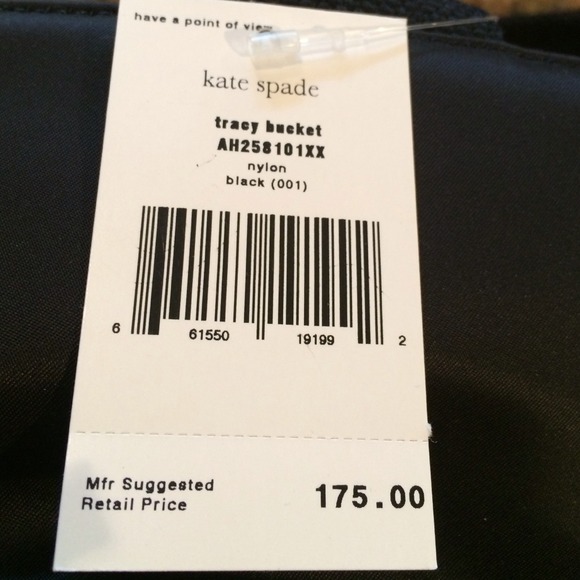 have a point of view
kate spade
tracy bucket
AH258101XX
nylon
black (001)
6 61550 19199 2
Mfr Suggested
Retail Price
175.00